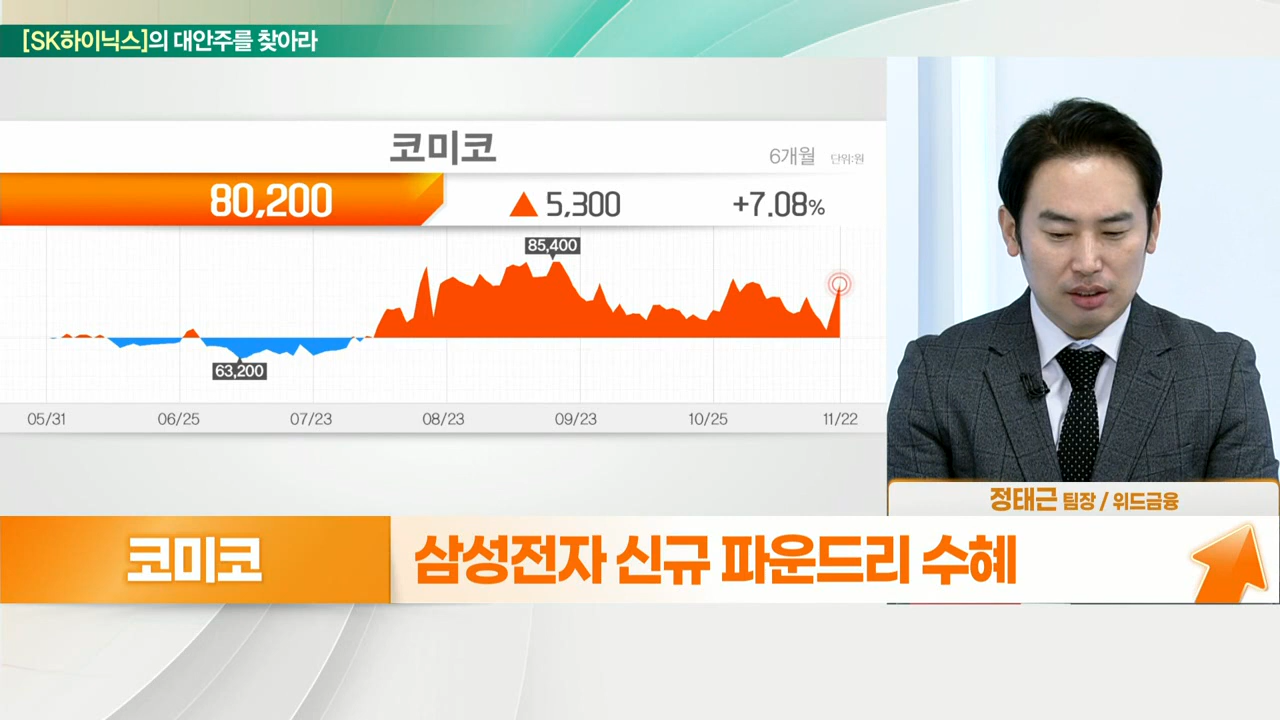 [SK하이닉스]의 대안주를 찾아라
코미코
6개월 단위:원
80,200 ▲ 5,300 +7.08%
85,400
63,200
05/31 06/25 07/23 08/23 09/23 10/25 11/22
정태근 팀장 / 위드금융
코미코
삼성전자 신규 파운드리 수혜